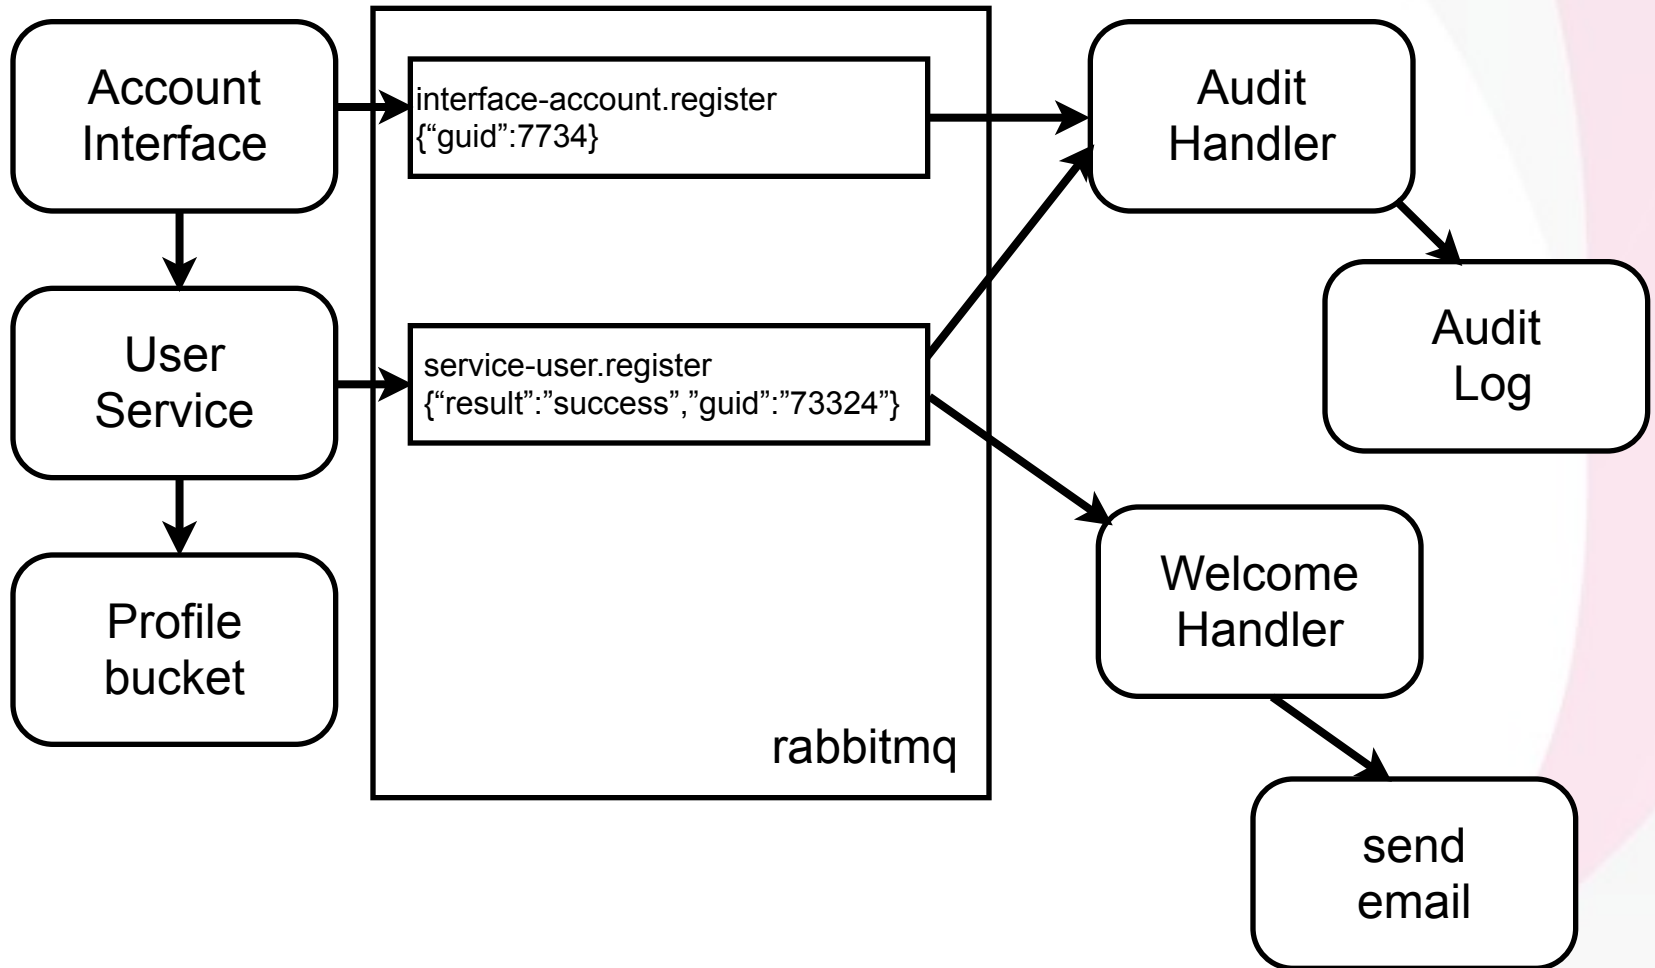 Account
Interface
interface-account.register
{“guid”:7734}
Audit
Handler
User
Service
service-user.register
{“result”:”success”,”guid”:”73324”}
Audit
Log
Profile
bucket
Welcome
Handler
rabbitmq
send
email